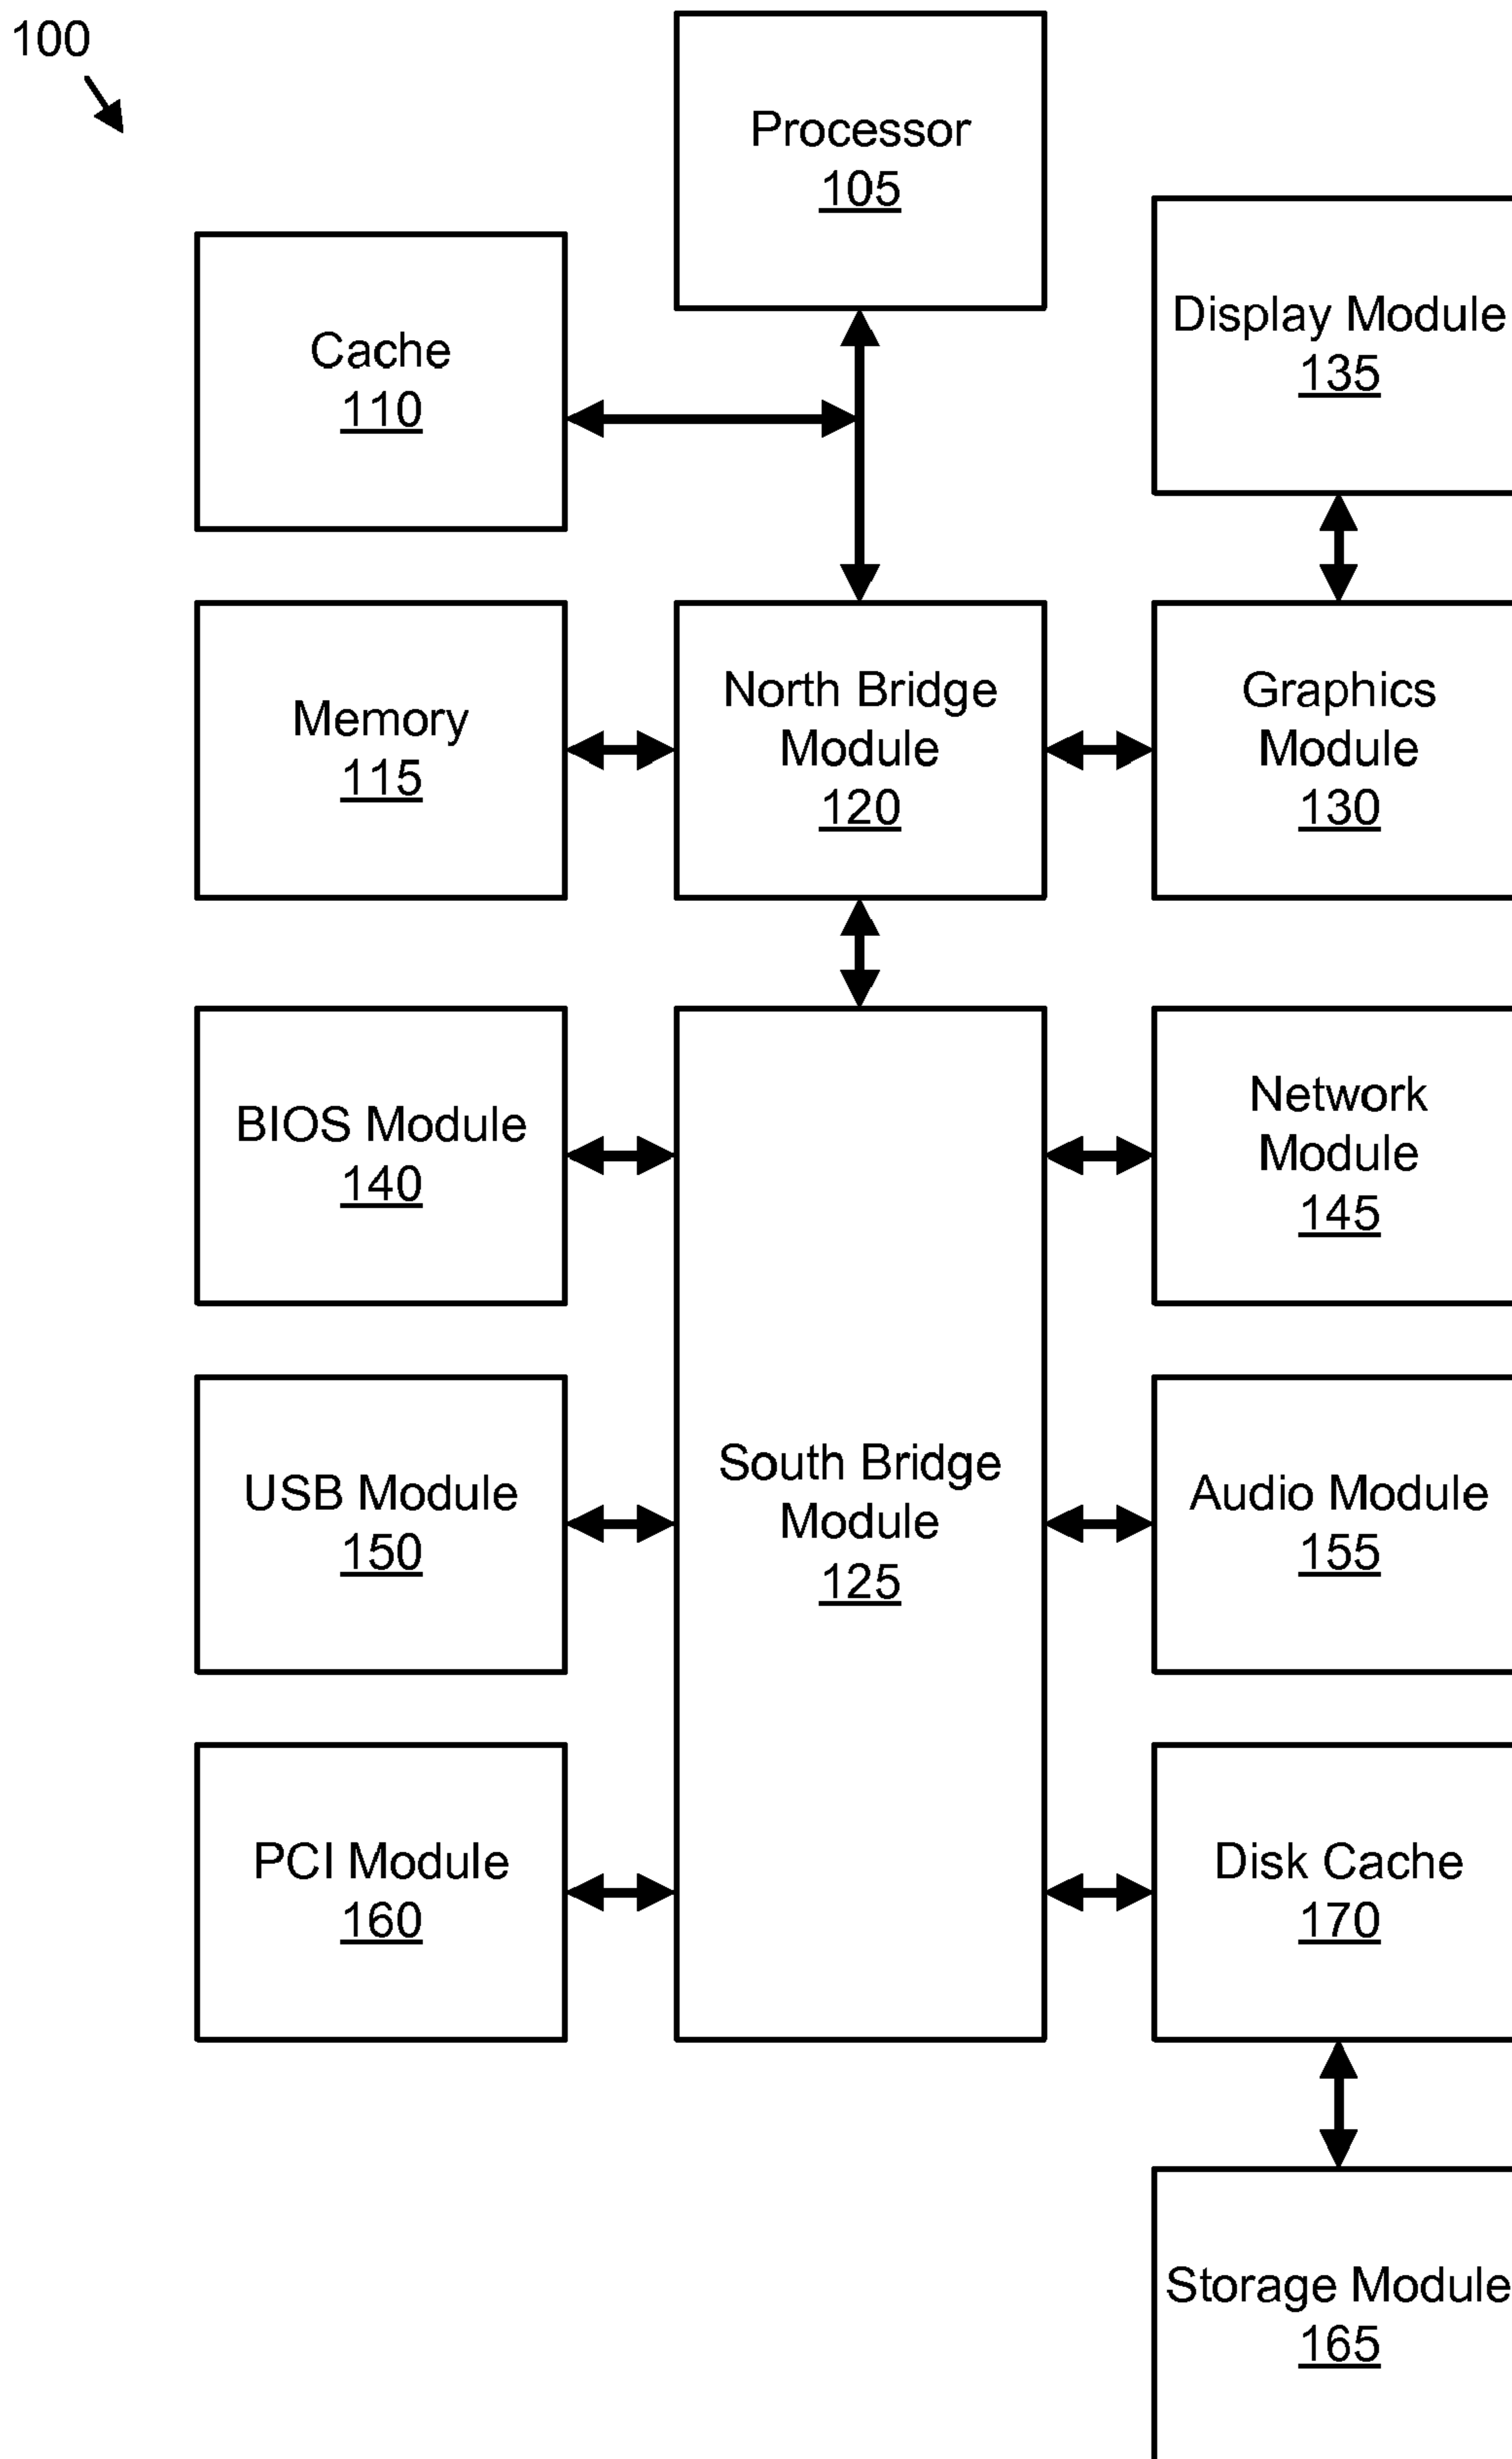 100
Processor
105
Display Module
135
Cache
110
North Bridge
Module
120
Graphics
Module
130
Memory
115
BIOS Module
140
Network
Module
145
South Bridge
Module
125
USB Module
150
Audio Module
155
PCI Module
160
Disk Cache
170
Storage Module
165